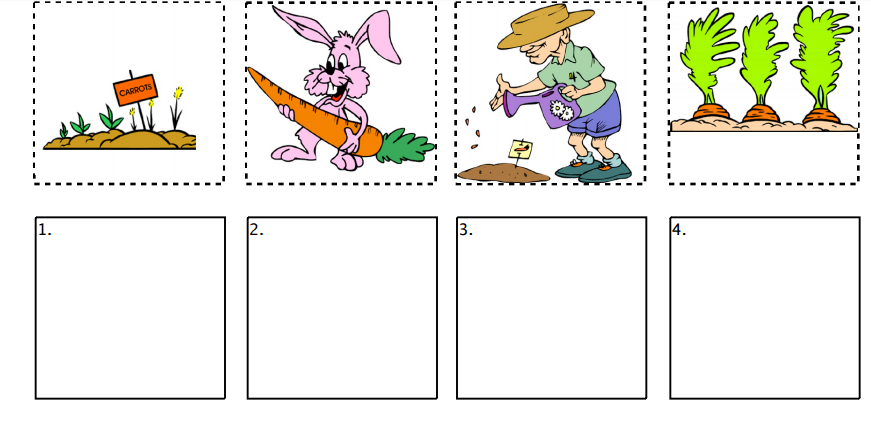 CARROTS
1.
2.
3.
4.